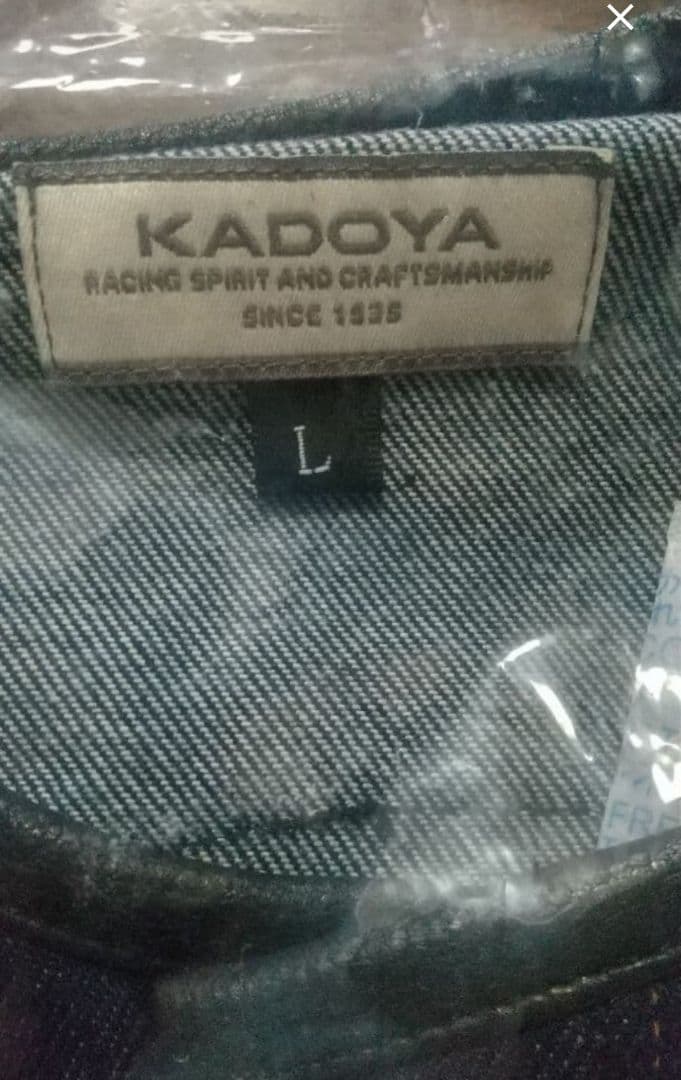 KADOYA
RACING SPIRIT AND CRAFTSMANSHIP
SINCE 1935
L